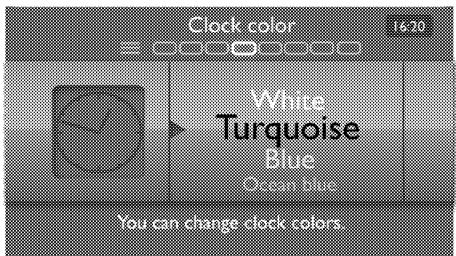 Clock color
16:20
White
Turquoise
Blue
Ocean blue
You can change clock colors.